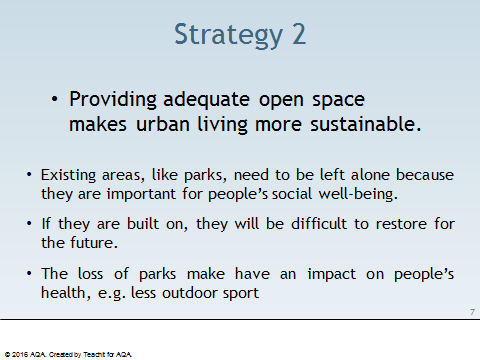 Strategy 2
• Providing adequate open space
makes urban living more sustainable.
• Existing areas, like parks, need to be left alone because
they are important for people's social well-being.
• If they are built on, they will be difficult to restore for
the future.
• The loss of parks make have an impact on people's
health, e.g. less outdoor sport
7
© 2016 AQA. Created by Teachit for AQA.